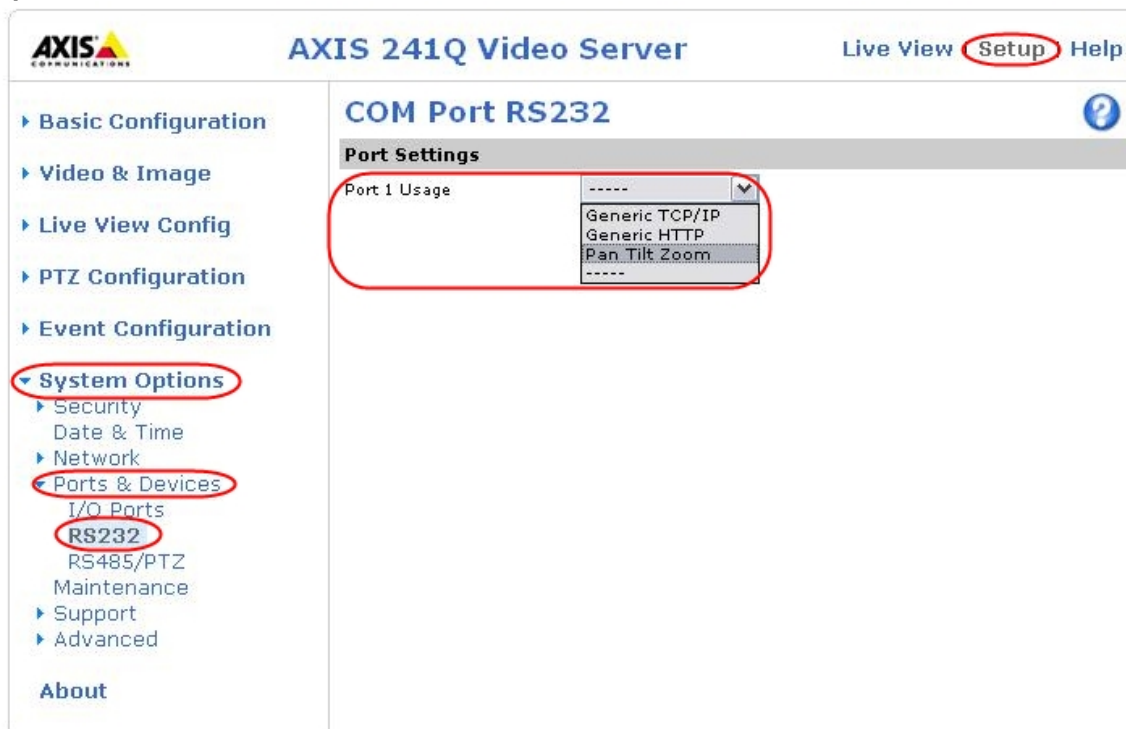 AXIS
COMMUNICATIONS
AXIS 241Q Video Server
Live View Setup Help
Basic Configuration
Video & Image
Live View Config
PTZ Configuration
Event Configuration
System Options
Security
Date & Time
Network
Ports & Devices
I/O Ports
RS232
RS485/PTZ
Maintenance
Support
Advanced
About
COM Port RS232
?
Port Settings
Port 1 Usage -----
Generic TCP/IP
Generic HTTP
Pan Tilt Zoom
-----